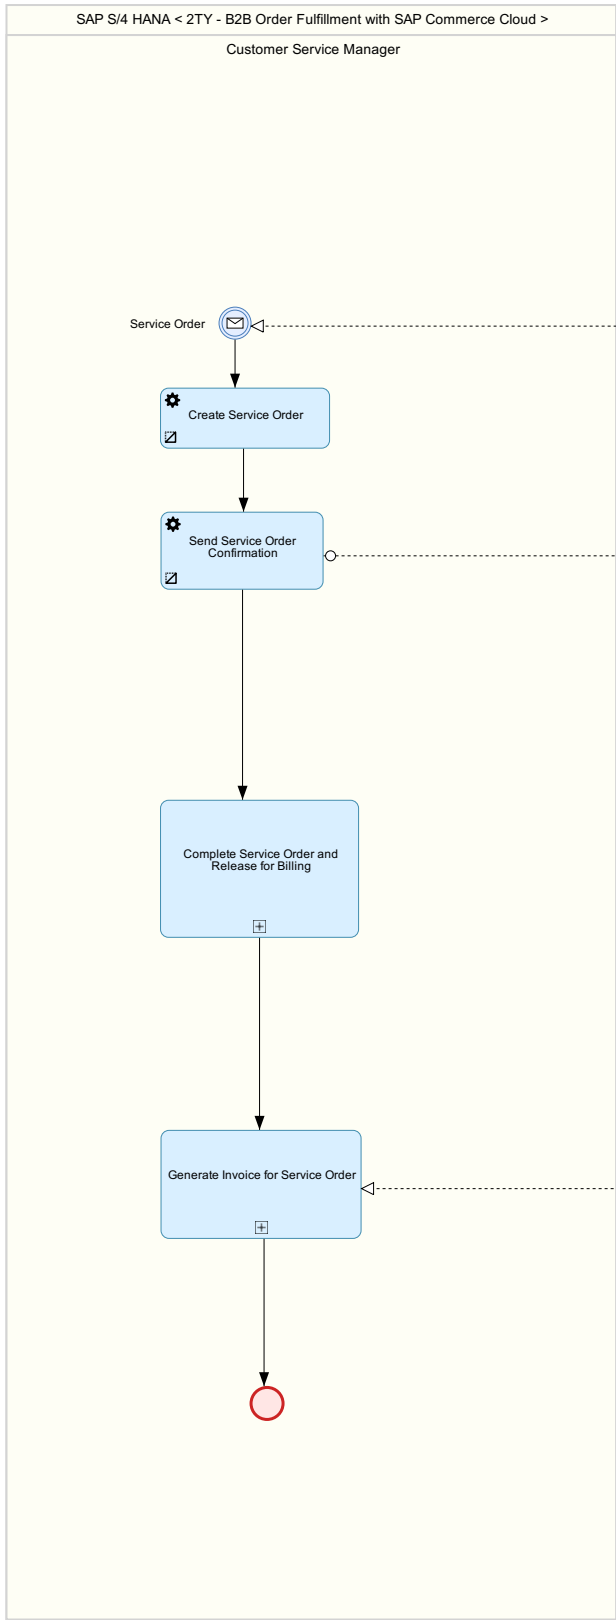 SAP S/4 HANA < 2TY - B2B Order Fulfillment with SAP Commerce Cloud >
Customer Service Manager
Service Order
Create Service Order
Send Service Order
Confirmation
Complete Service Order and
Release for Billing
Generate Invoice for Service Order